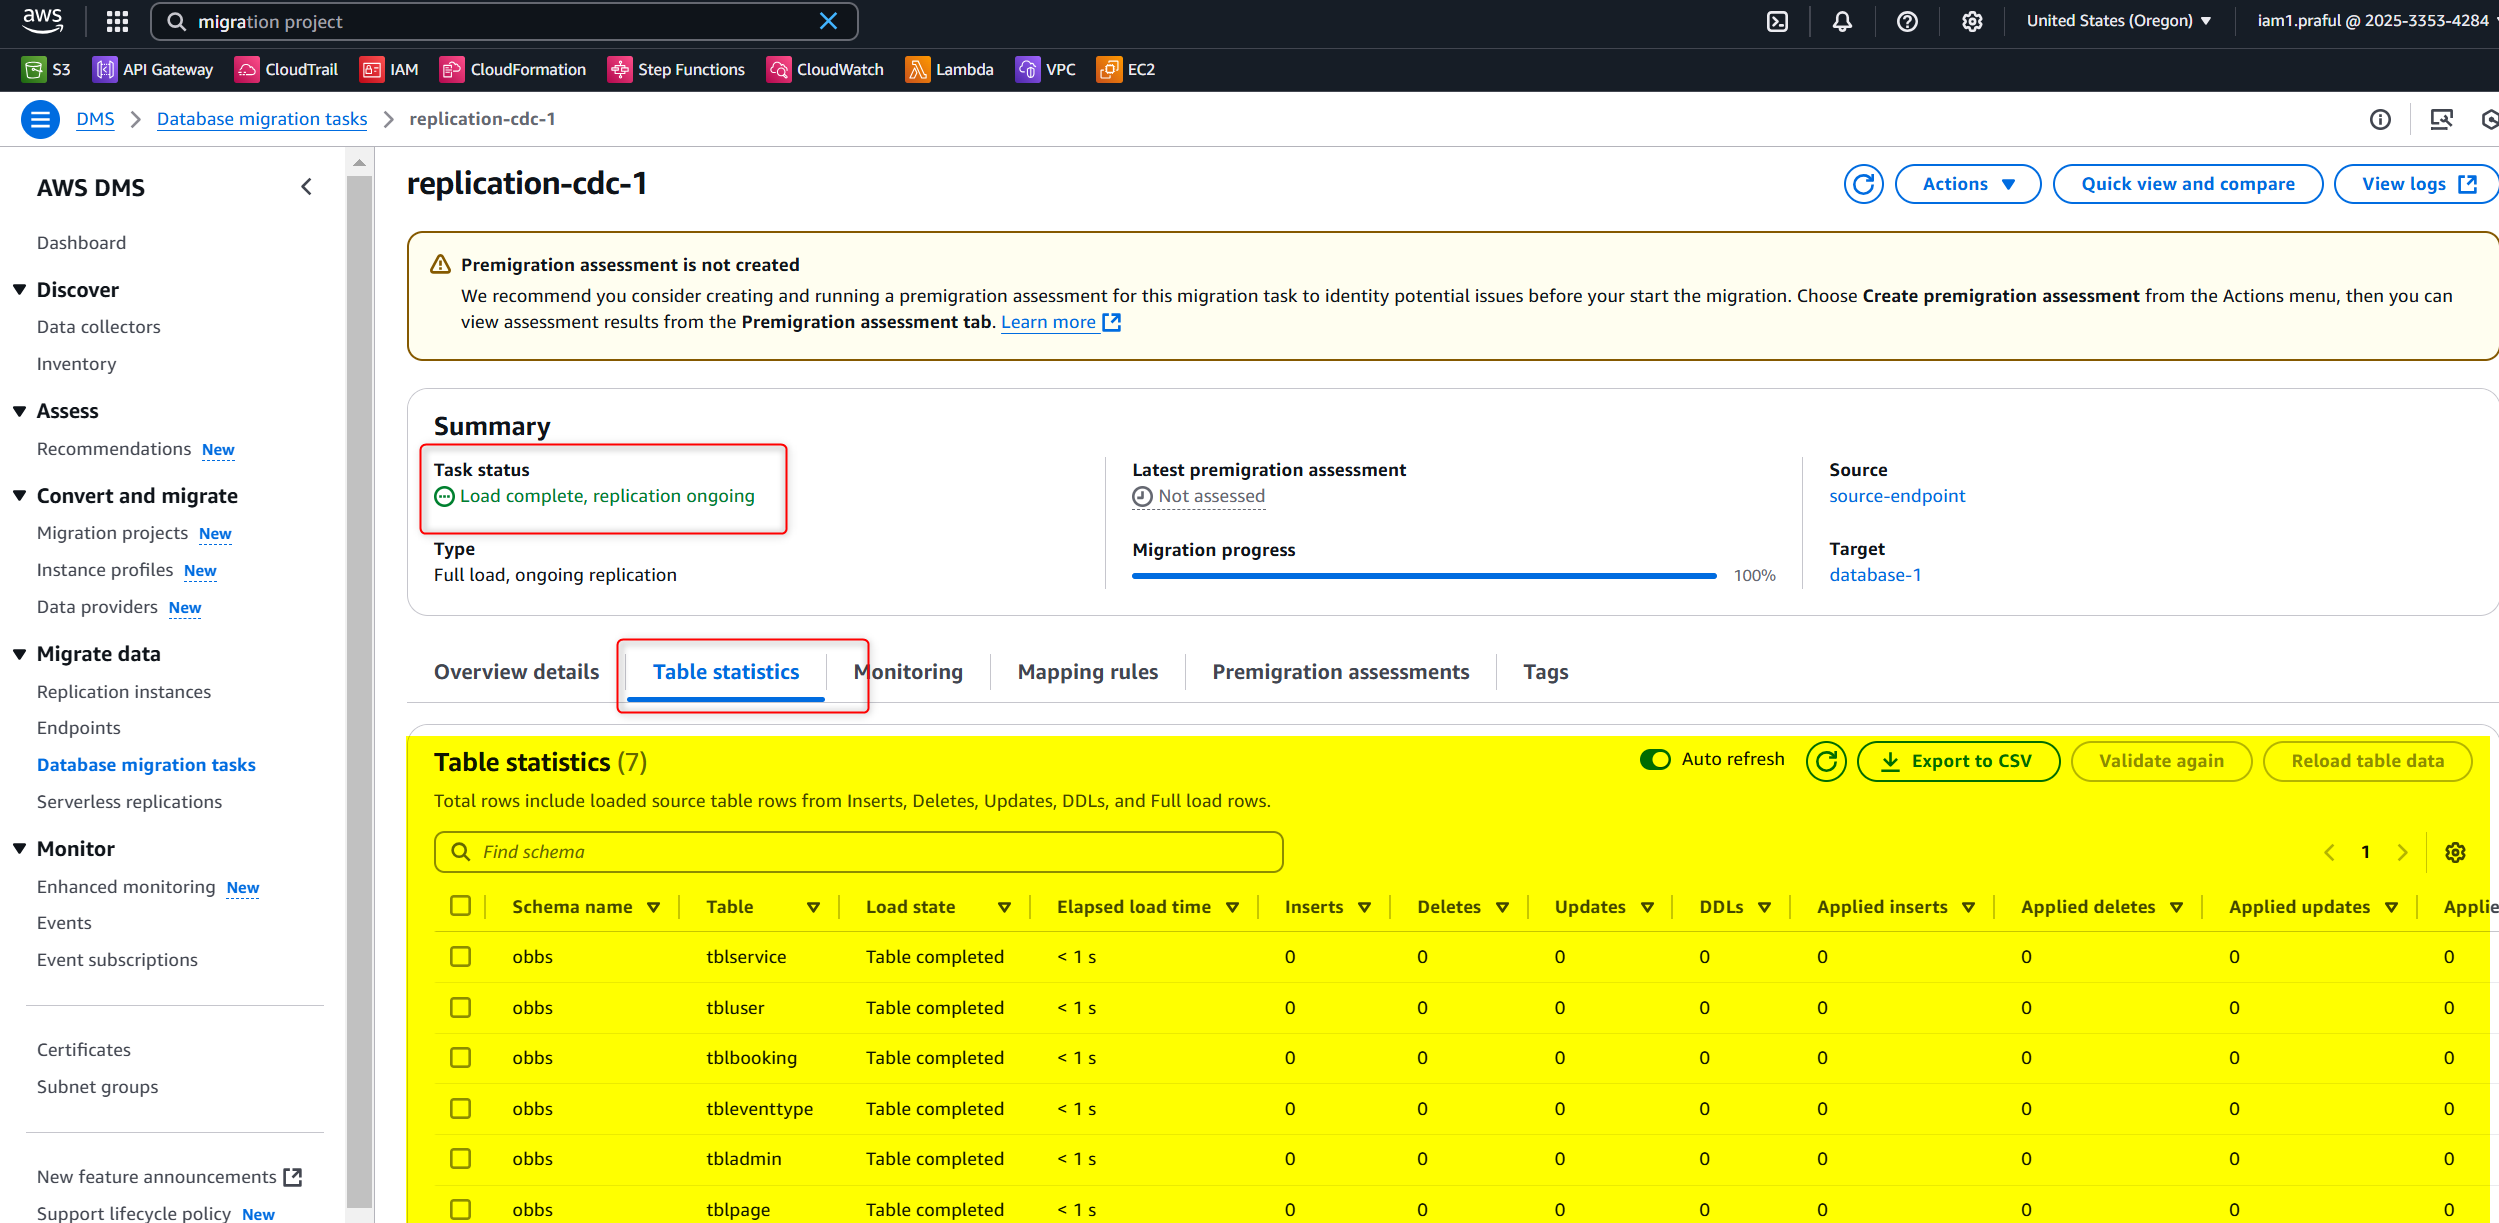 aws
migration project
United States (Oregon)
iam1.praful @ 2025-3353-4284
S3
API Gateway
CloudTrail
IAM
CloudFormation
Step Functions
CloudWatch
Lambda
VPC
EC2
DMS
Database migration tasks
replication-cdc-1
AWS DMS
Dashboard
Discover
Data collectors
Inventory
Assess
Recommendations New
Convert and migrate
Migration projects New
Instance profiles New
Data providers New
Migrate data
Replication instances
Endpoints
Database migration tasks
Serverless replications
Monitor
Enhanced monitoring New
Events
Event subscriptions
Certificates
Subnet groups
New feature announcements
Support lifecycle policy New
replication-cdc-1
Actions
Quick view and compare
View logs
Premigration assessment is not created
We recommend you consider creating and running a premigration assessment for this migration task to identity potential issues before your start the migration. Choose Create premigration assessment from the Actions menu, then you can
view assessment results from the Premigration assessment tab. Learn more
Summary
Task status
Load complete, replication ongoing
Type
Full load, ongoing replication
Latest premigration assessment
Not assessed
Migration progress
100%
Source
source-endpoint
Target
database-1
Overview details
Table statistics
Monitoring
Mapping rules
Premigration assessments
Tags
Table statistics (7)
Auto refresh
Export to CSV
Validate again
Reload table data
Total rows include loaded source table rows from Inserts, Deletes, Updates, DDLs, and Full load rows.
Find schema
1
Schema name Table Load state Elapsed load time Inserts Deletes Updates DDLs Applied inserts Applied deletes Applied updates Applie
obbs tblservice Table completed < 1 s 0 0 0 0 0 0 0 0
obbs tbluser Table completed < 1 s 0 0 0 0 0 0 0 0
obbs tblbooking Table completed < 1 s 0 0 0 0 0 0 0 0
obbs tbleventtype Table completed < 1 s 0 0 0 0 0 0 0 0
obbs tbladmin Table completed < 1 s 0 0 0 0 0 0 0 0
obbs tblpage Table completed < 1 s 0 0 0 0 0 0 0 0